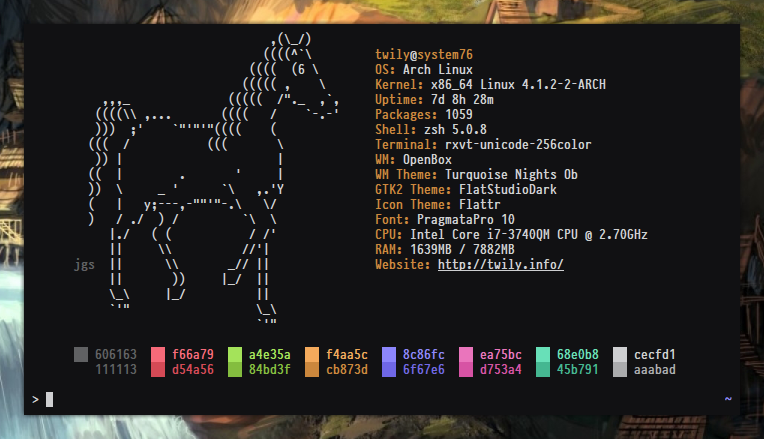 twily@system76
OS: Arch Linux
Kernel: x86_64 Linux 4.1.2-2-ARCH
Uptime: 7d 8h 28m
Packages: 1059
Shell: zsh 5.0.8
Terminal: rxvt-unicode-256color
WM: OpenBox
WM Theme: Turquoise Nights Ob
GTK2 Theme: FlatStudioDark
Icon Theme: Flattr
Font: PragmataPro 10
CPU: Intel Core i7-3740QM CPU @ 2.70GHz
RAM: 1639MB / 7882MB
Website: http://twily.info/
jgs
606163 f66a79 a4e35a f4aa5c 8c86fc ea75bc 68e0b8 cecfd1
111113 d54a56 84bd3f cb873d 6f67e6 d753a4 45b791 aaabad
> ~